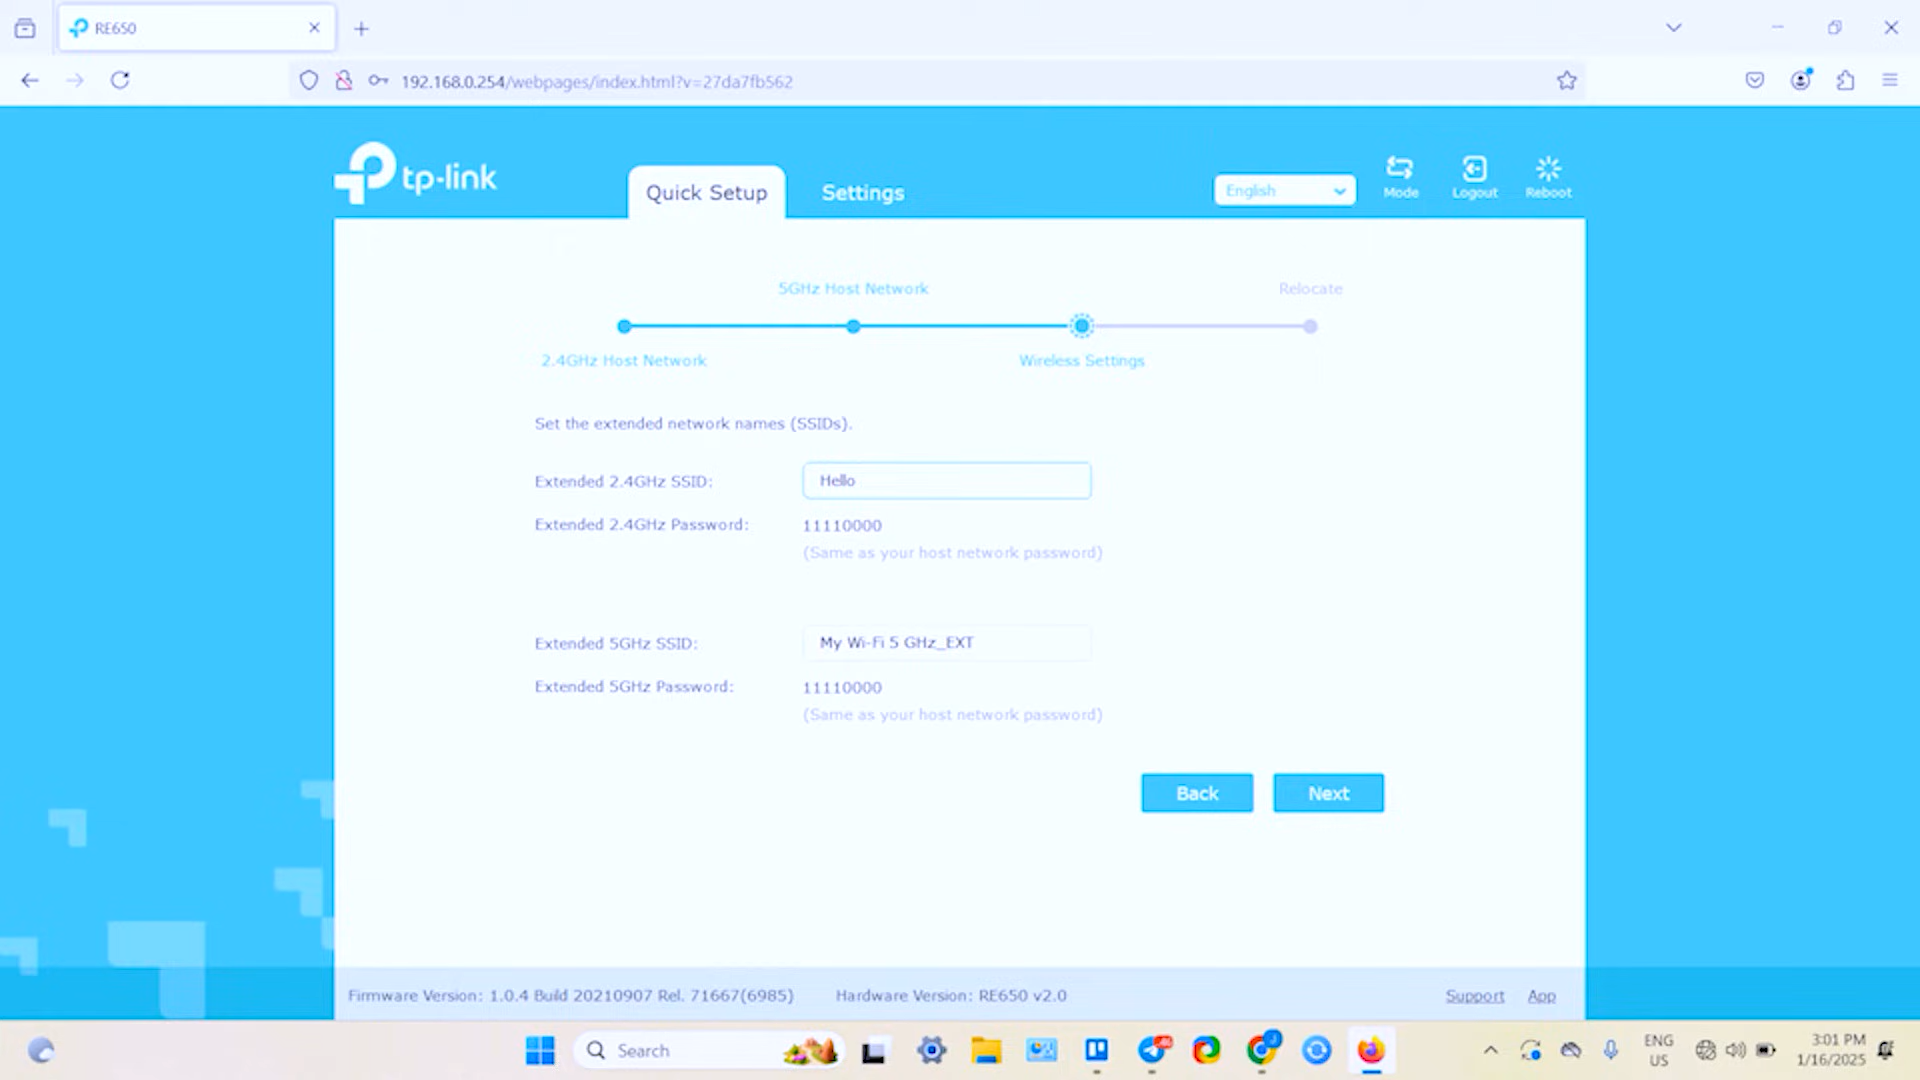 RE650
192.168.0.254/webpages/index.html?v=27da7fb562
tp-link
Quick Setup
Settings
English
Mode
Logout
Reboot
5GHz Host Network
Relocate
2.4GHz Host Network
Wireless Settings
Set the extended network names (SSIDs).
Extended 2.4GHz SSID:
Hello
Extended 2.4GHz Password:
11110000
(Same as your host network password)
Extended 5GHz SSID:
My Wi-Fi 5 GHz_EXT
Extended 5GHz Password:
11110000
(Same as your host network password)
Back
Next
Firmware Version: 1.0.4 Build 20210907 Rel. 71667(6985)
Hardware Version: RE650 v2.0
Support
App
Search
ENG
US
3:01 PM
1/16/2025